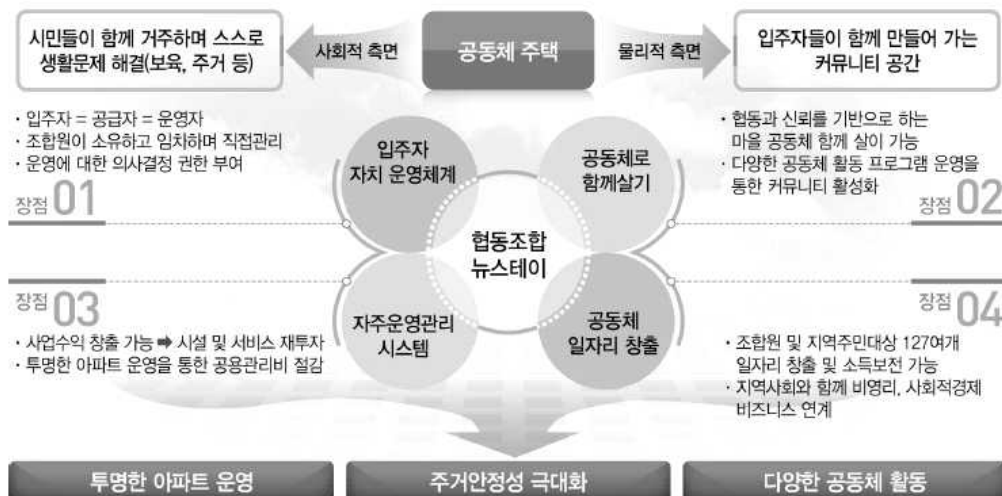 시민들이 함께 거주하며 스스로
생활문제 해결(보육, 주거 등)
사회적 측면
공동체 주택
물리적 측면
입주자들이 함께 만들어 가는
커뮤니티 공간
· 입주자 = 공급자 = 운영자
· 조합원이 소유하고 임차하며 직접관리
· 운영에 대한 의사결정 권한 부여
장점 01
입주자
자치 운영체계
공동체로
함께살기
· 협동과 신뢰를 기반으로 하는
마을 공동체 함께 살이 가능
· 다양한 공동체 활동 프로그램 운영을
통한 커뮤니티 활성화
장점 02
협동조합
뉴스테이
장점 03
· 사업수익 창출 가능 ➡ 시설 및 서비스 재투자
· 투명한 아파트 운영을 통한 공용관리비 절감
자주운영관리
시스템
공동체
일자리 창출
장점 04
· 조합원 및 지역주민대상 127여개
일자리 창출 및 소득보전 가능
· 지역사회와 함께 비영리, 사회적경제
비즈니스 연계
투명한 아파트 운영
주거안정성 극대화
다양한 공동체 활동